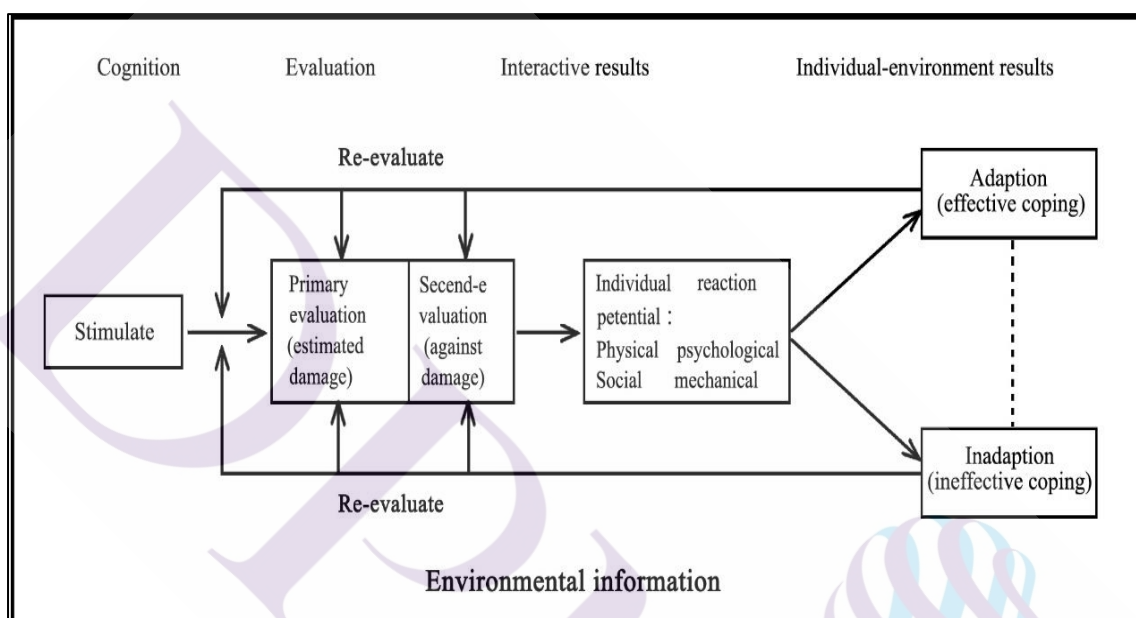 Cognition
Evaluation
Interactive results
Individual-environment results
Re-evaluate
Adaption
(effective coping)
Stimulate
Primary
evaluation
(estimated
damage)
Secend-e
valuation
(against
damage)
Individual reaction
petential：
Physical psychological
Social mechanical
Inadaption
(ineffective coping)
Re-evaluate
Environmental information